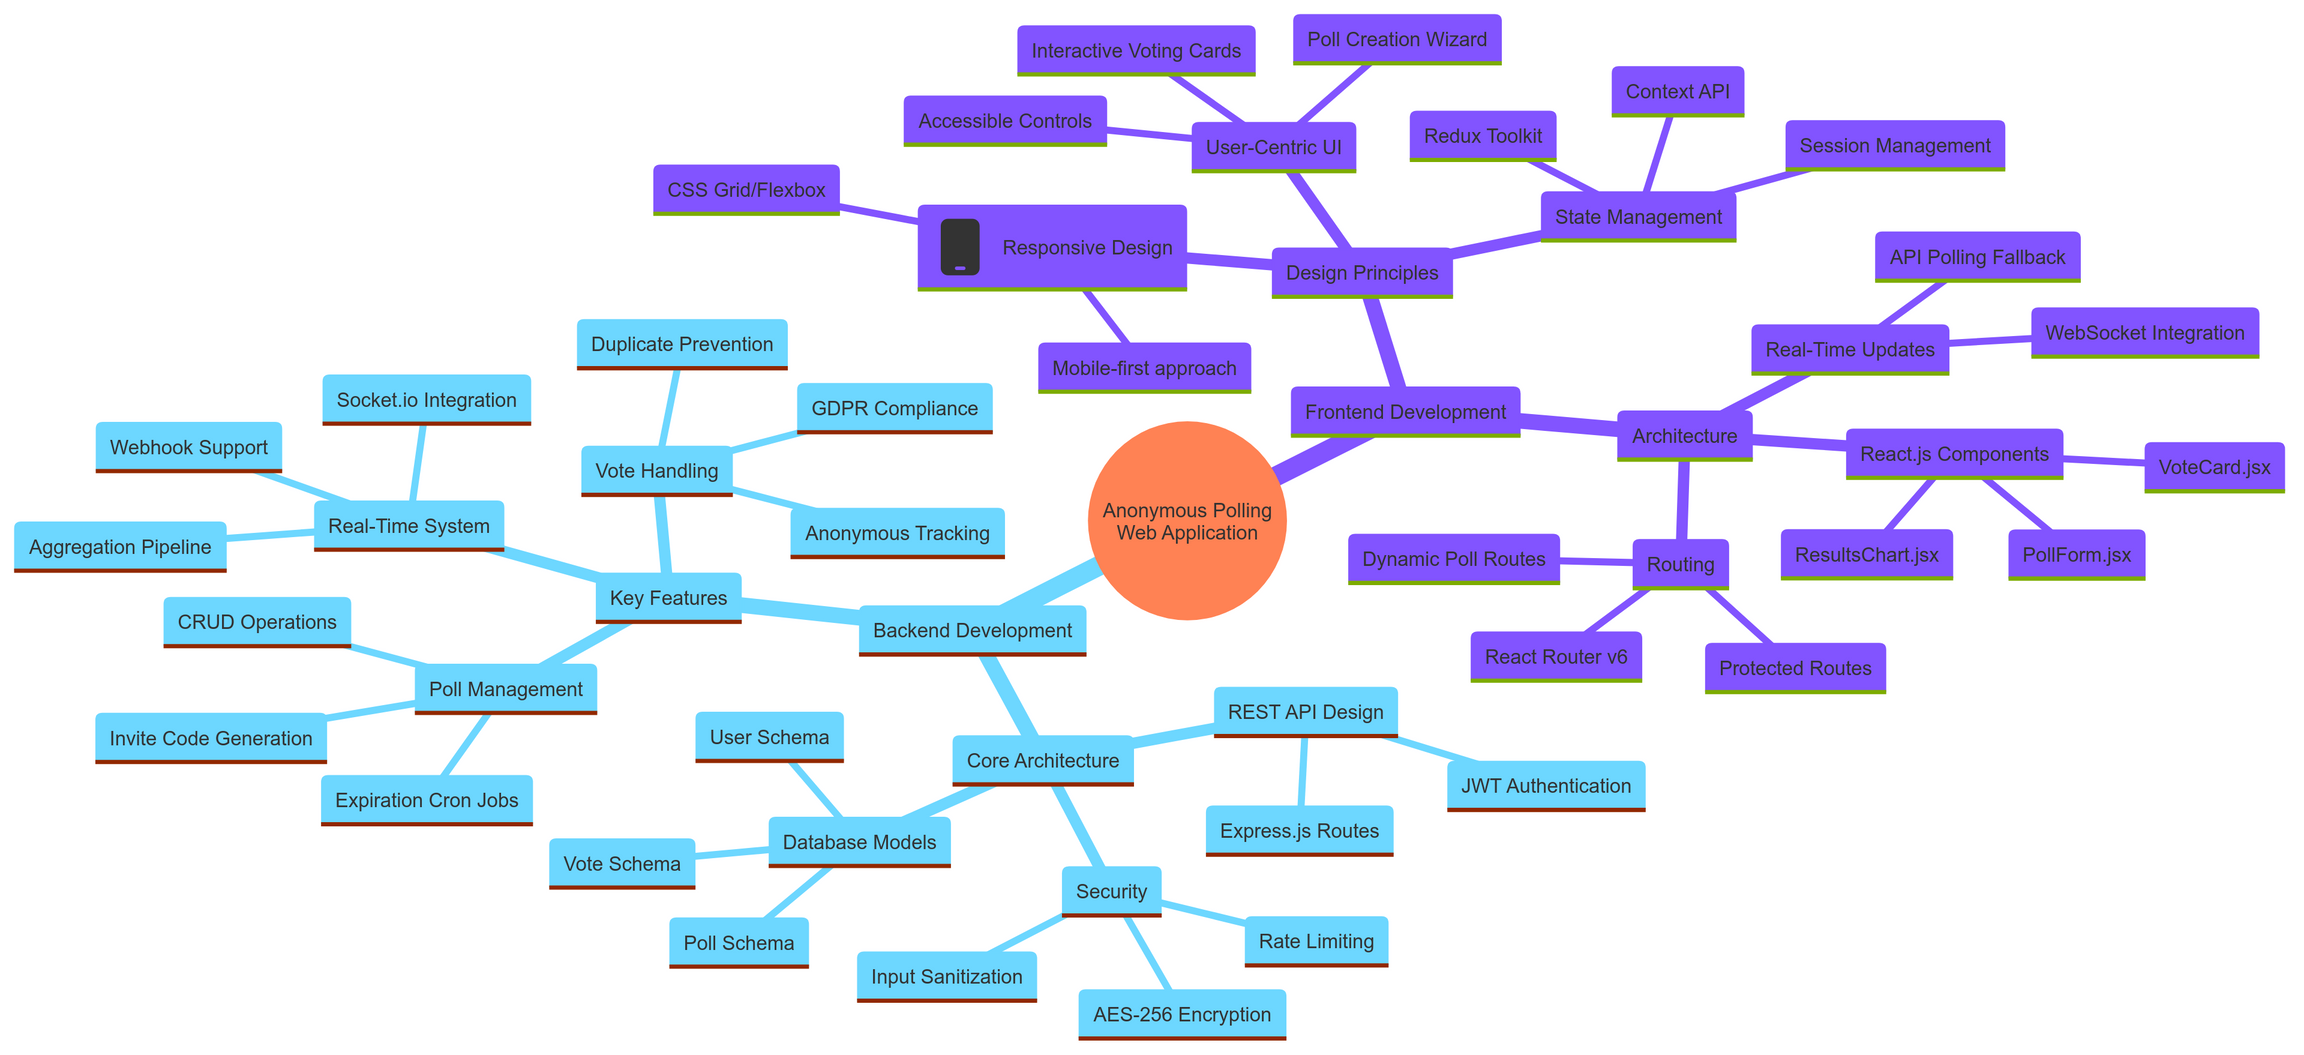 Anonymous Polling
Web Application
Frontend Development
Design Principles
Responsive Design
CSS Grid/Flexbox
Mobile-first approach
User-Centric UI
Accessible Controls
Interactive Voting Cards
Poll Creation Wizard
State Management
Redux Toolkit
Context API
Session Management
Architecture
Real-Time Updates
API Polling Fallback
WebSocket Integration
React.js Components
VoteCard.jsx
PollForm.jsx
ResultsChart.jsx
Routing
Dynamic Poll Routes
React Router v6
Protected Routes
Backend Development
Key Features
Vote Handling
Duplicate Prevention
GDPR Compliance
Anonymous Tracking
Real-Time System
Socket.io Integration
Webhook Support
Aggregation Pipeline
Poll Management
CRUD Operations
Invite Code Generation
Expiration Cron Jobs
Core Architecture
REST API Design
Express.js Routes
JWT Authentication
Database Models
User Schema
Vote Schema
Poll Schema
Security
Input Sanitization
AES-256 Encryption
Rate Limiting